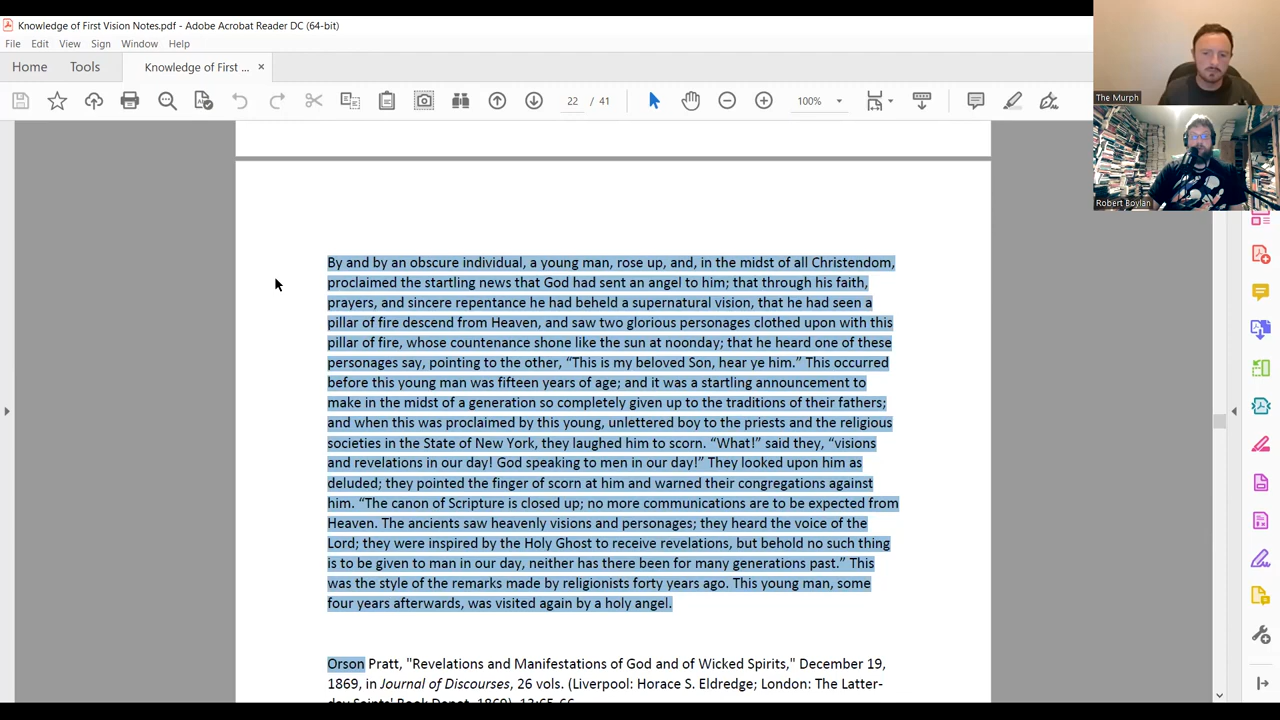 Knowledge of First Vision Notes.pdf - Adobe Acrobat Reader DC (64-bit)
File Edit View Sign Window Help
Home Tools Knowledge of First ... ×
22 / 41 100%
The Murph
Robert Boylan
By and by an obscure individual, a young man, rose up, and, in the midst of all Christendom,
proclaimed the startling news that God had sent an angel to him; that through his faith,
prayers, and sincere repentance he had beheld a supernatural vision, that he had seen a
pillar of fire descend from Heaven, and saw two glorious personages clothed upon with this
pillar of fire, whose countenance shone like the sun at noonday; that he heard one of these
personages say, pointing to the other, “This is my beloved Son, hear ye him.” This occurred
before this young man was fifteen years of age; and it was a startling announcement to
make in the midst of a generation so completely given up to the traditions of their fathers;
and when this was proclaimed by this young, unlettered boy to the priests and the religious
societies in the State of New York, they laughed him to scorn. “What!” said they, “visions
and revelations in our day! God speaking to men in our day!” They looked upon him as
deluded; they pointed the finger of scorn at him and warned their congregations against
him. “The canon of Scripture is closed up; no more communications are to be expected from
Heaven. The ancients saw heavenly visions and personages; they heard the voice of the
Lord; they were inspired by the Holy Ghost to receive revelations, but behold no such thing
is to be given to man in our day, neither has there been for many generations past.” This
was the style of the remarks made by religionists forty years ago. This young man, some
four years afterwards, was visited again by a holy angel.
Orson Pratt, "Revelations and Manifestations of God and of Wicked Spirits," December 19,
1869, in Journal of Discourses, 26 vols. (Liverpool: Horace S. Eldredge; London: The Latter-
day Saints' Book Depot, 1869), 13:65-66